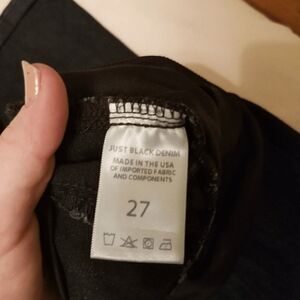 JUST BLACK DENIM
MADE IN THE USA
OF IMPORTED FABRIC
AND COMPONENTS
27